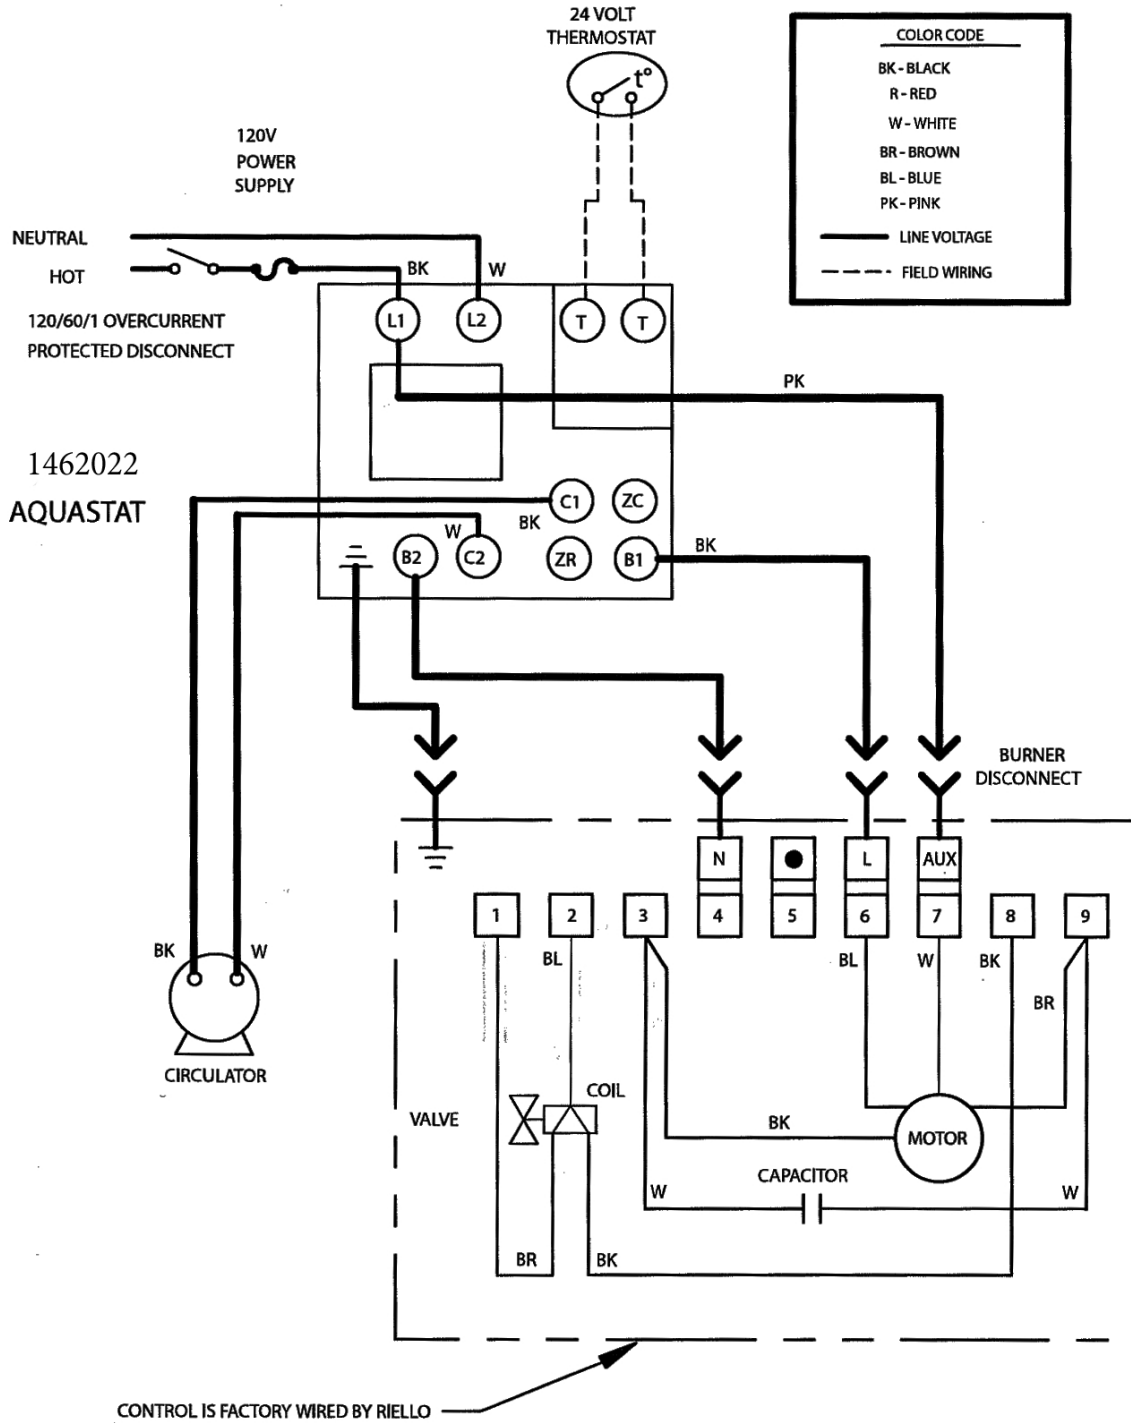 24 VOLT
THERMOSTAT
t°
COLOR CODE
BK - BLACK
R - RED
W - WHITE
BR - BROWN
BL - BLUE
PK - PINK
LINE VOLTAGE
FIELD WIRING
120V
POWER
SUPPLY
NEUTRAL
HOT
BK
W
120/60/1 OVERCURRENT
PROTECTED DISCONNECT
L1
L2
T
T
PK
1462022
AQUASTAT
C1
ZC
BK
W
B2
C2
ZR
B1
BK
BURNER
DISCONNECT
N
L
AUX
1
2
3
4
5
6
7
8
9
BK
W
BL
BL
W
BK
BR
CIRCULATOR
VALVE
COIL
BK
MOTOR
CAPACITOR
W
W
BR
BK
CONTROL IS FACTORY WIRED BY RIELLO